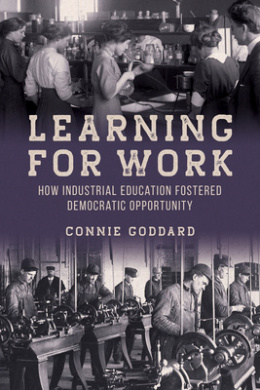 LEARNING
FOR WORK
HOW INDUSTRIAL EDUCATION FOSTERED
DEMOCRATIC OPPORTUNITY
CONNIE GODDARD